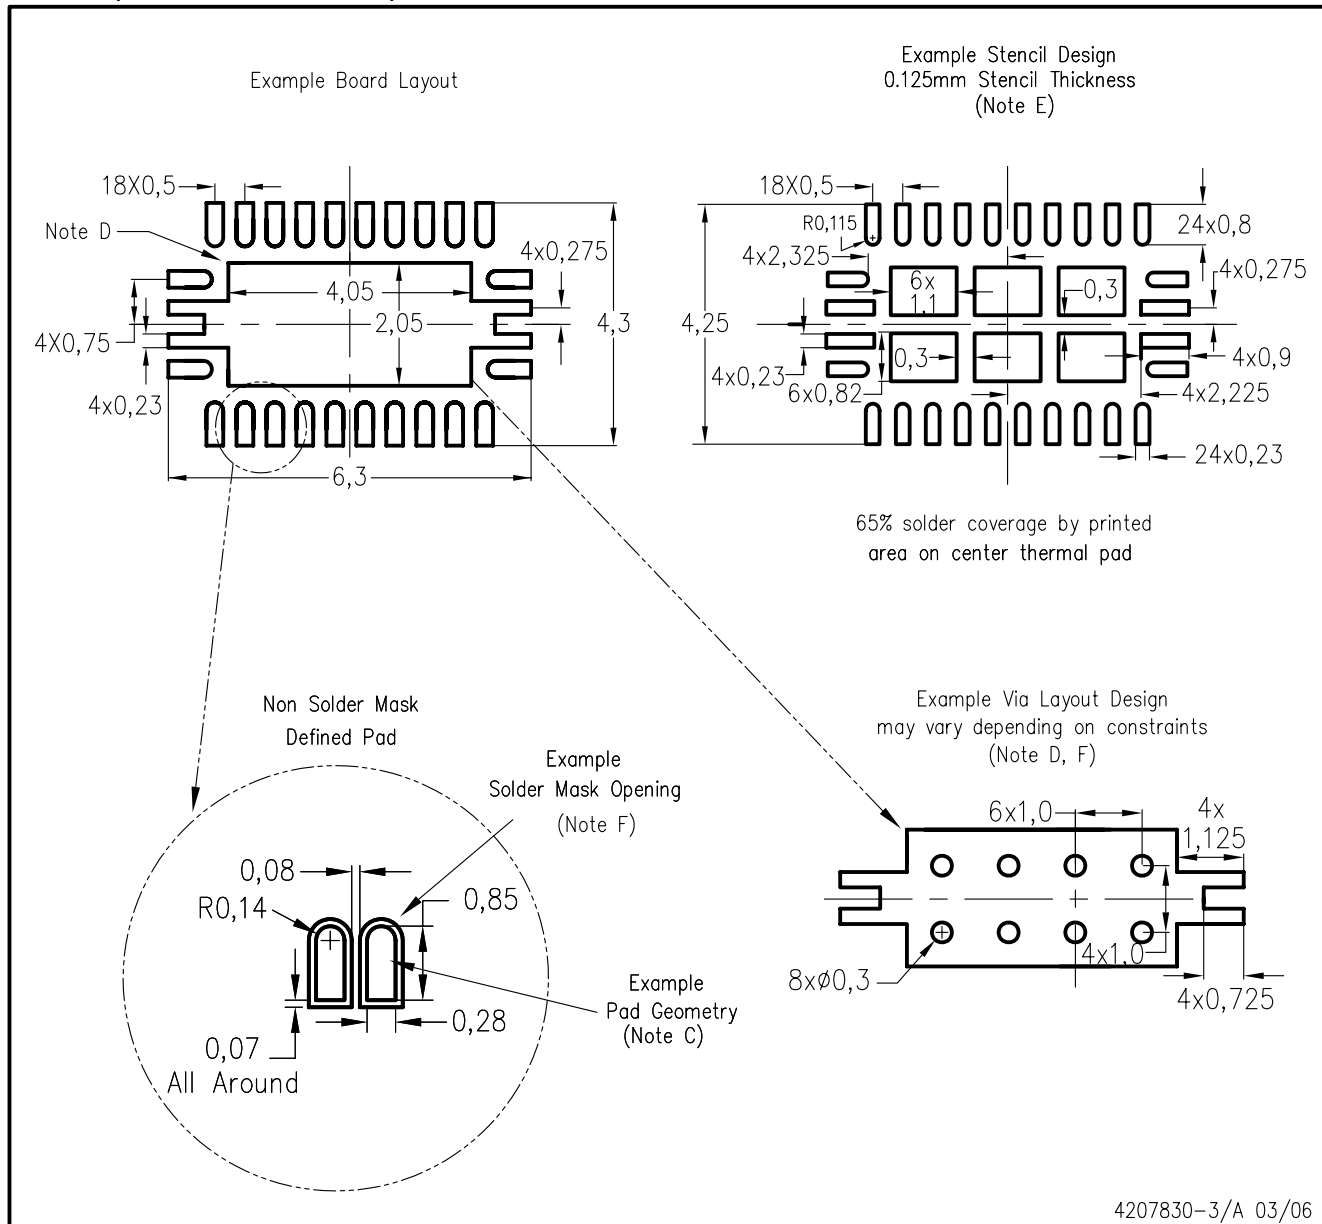 Example Board Layout
18X0,5
Note D
4x0,275
4,05
2,05
4,3
4X0,75
4x0,23
6,3
Example Stencil Design
0.125mm Stencil Thickness
(Note E)
18X0,5
R0,115
24x0,8
4x2,325
4x0,275
6x
1,1
0,3
4,25
0,3
4x0,23
4x0,9
6x0,82
4x2,225
24x0,23
65% solder coverage by printed
area on center thermal pad
Non Solder Mask
Defined Pad
Example
Solder Mask Opening
(Note F)
0,08
R0,14
0,85
Example
Pad Geometry
(Note C)
0,28
0,07
All Around
Example Via Layout Design
may vary depending on constraints
(Note D, F)
6x1,0
4x
1,125
4x1,0
8xø0,3
4x0,725
4207830-3/A 03/06